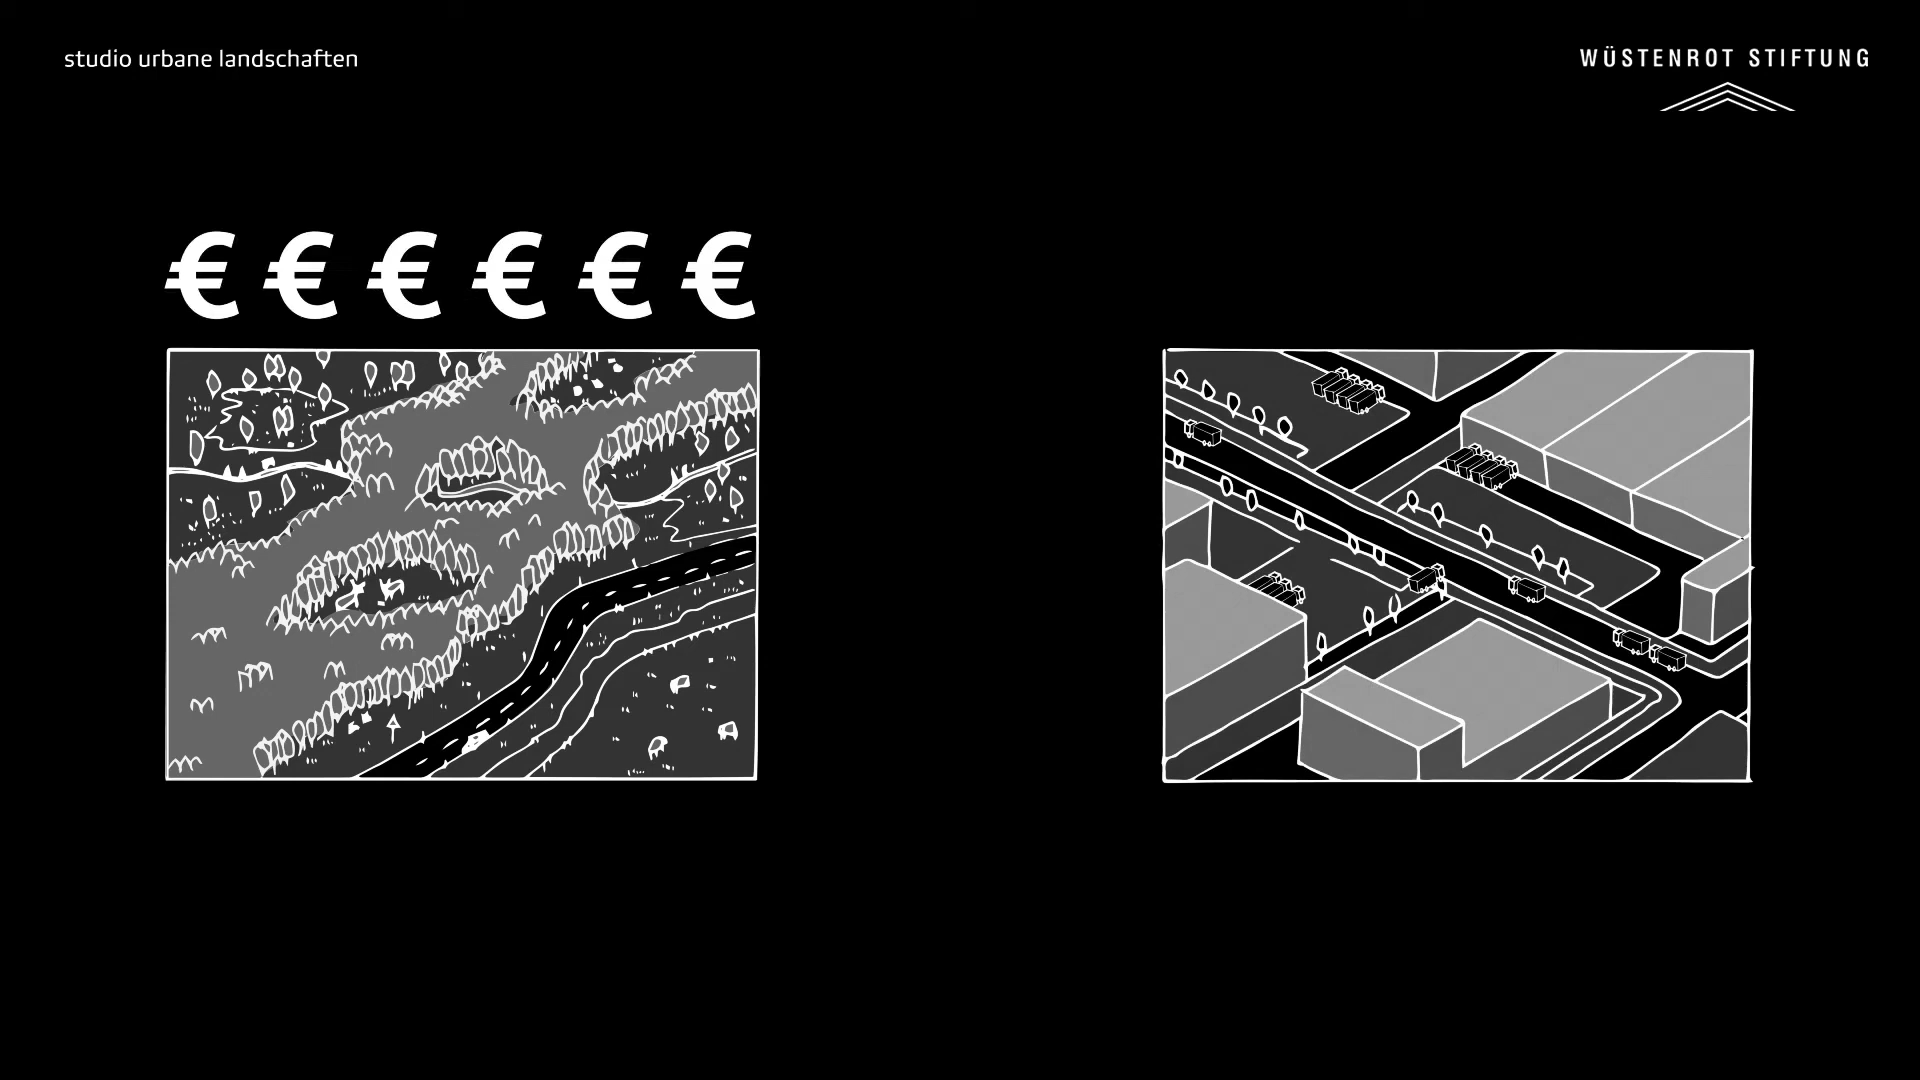 studio urbane landschaften
WÜSTENROT STIFTUNG
€ € € € € €